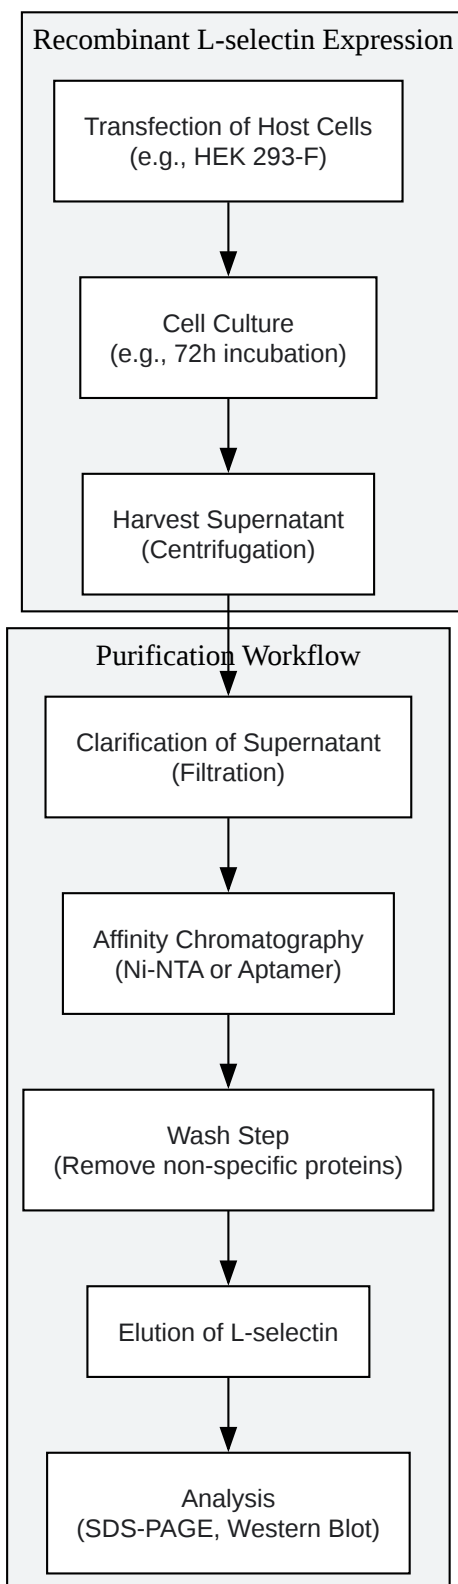 Recombinant L-selectin Expression
Transfection of Host Cells
(e.g., HEK 293-F)
Cell Culture
(e.g., 72h incubation)
Harvest Supernatant
(Centrifugation)
Purification Workflow
Clarification of Supernatant
(Filtration)
Affinity Chromatography
(Ni-NTA or Aptamer)
Wash Step
(Remove non-specific proteins)
Elution of L-selectin
Analysis
(SDS-PAGE, Western Blot)